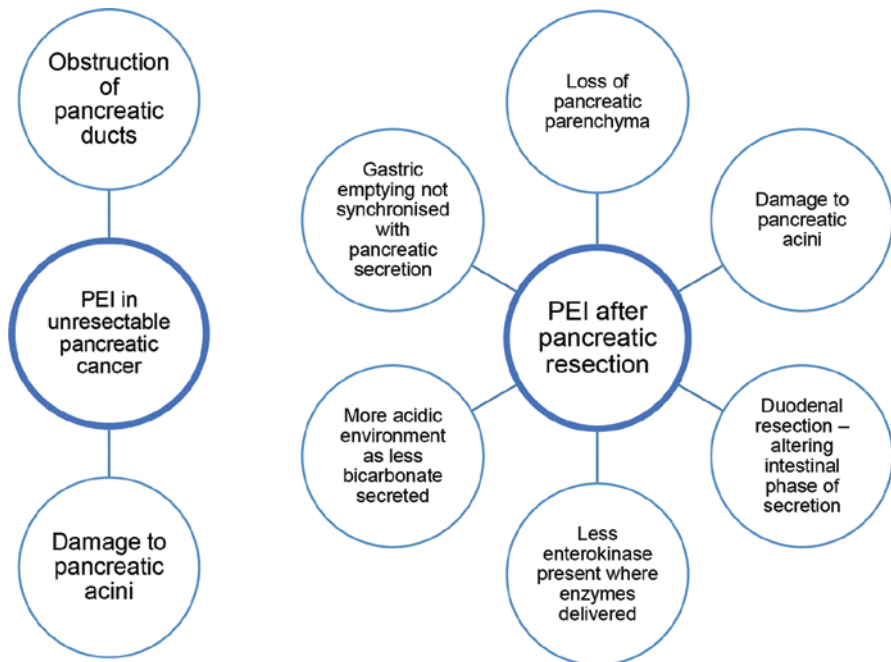 Obstruction
of
pancreatic
ducts
PEI in
unresectable
pancreatic
cancer
Damage to
pancreatic
acini
Loss of
pancreatic
parenchyma
Gastric
emptying not
synchronised
with
pancreatic
secretion
Damage to
pancreatic
acini
PEI after
pancreatic
resection
More acidic
environment
as less
bicarbonate
secreted
Duodenal
resection –
altering
intestinal
phase of
secretion
Less
enterokinase
present where
enzymes
delivered